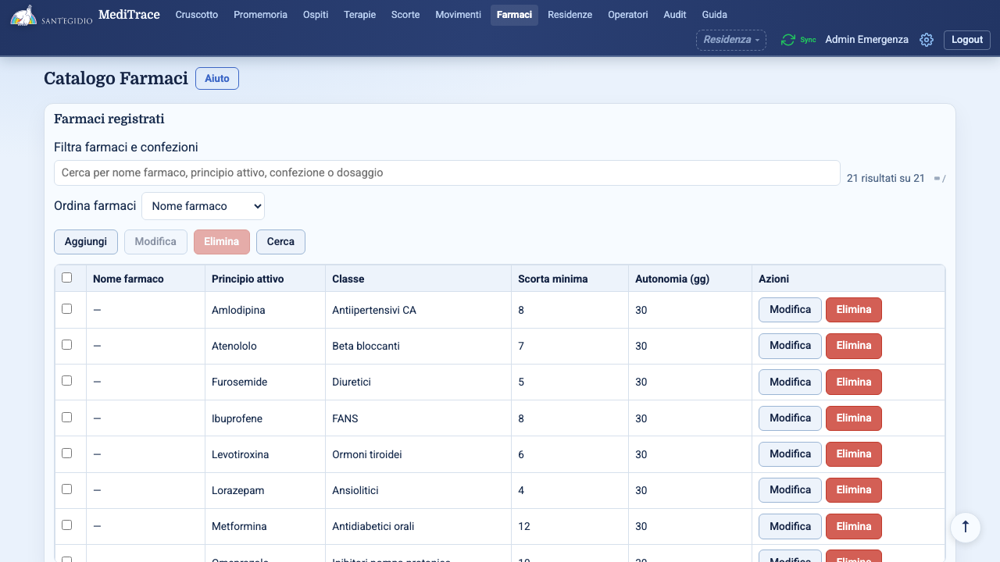 SANT'EGIDIO MediTrace Cruscotto Promemoria Ospiti Terapie Scorte Movimenti Farmaci Residenze Operatori Audit Guida
Residenza Sync Admin Emergenza Logout
Catalogo Farmaci Aiuto
Farmaci registrati
Filtra farmaci e confezioni
Cerca per nome farmaco, principio attivo, confezione o dosaggio 21 risultati su 21 /
Ordina farmaci Nome farmaco
Aggiungi Modifica Elimina Cerca
Nome farmaco Principio attivo Classe Scorta minima Autonomia (gg) Azioni
— Amlodipina Antiipertensivi CA 8 30 Modifica Elimina
— Atenololo Beta bloccanti 7 30 Modifica Elimina
— Furosemide Diuretici 5 30 Modifica Elimina
— Ibuprofene FANS 8 30 Modifica Elimina
— Levotiroxina Ormoni tiroidei 6 30 Modifica Elimina
— Lorazepam Ansiolitici 4 30 Modifica Elimina
— Metformina Antidiabetici orali 12 30 Modifica Elimina
Omeprazolo Inibitori pompa protonica 10 30 Modifica Elimina